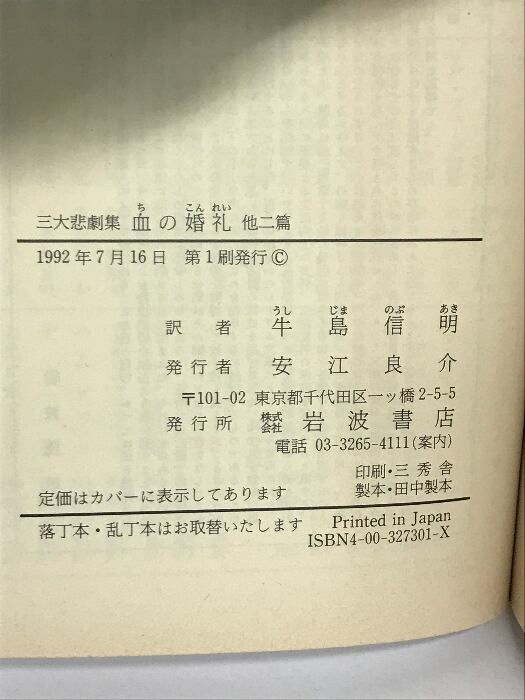 三大悲劇集 血の婚礼 他二篇
1992年7月16日 第1刷発行©
訳者 牛島信明
発行者 安江良介
〒101-02 東京都千代田区一ッ橋2-5-5
発行所 株式会社 岩波書店
電話 03-3265-4111(案内)
印刷・三秀舎
製本・田中製本
定価はカバーに表示してあります
落丁本・乱丁本はお取替いたします
Printed in Japan
ISBN4-00-327301-X